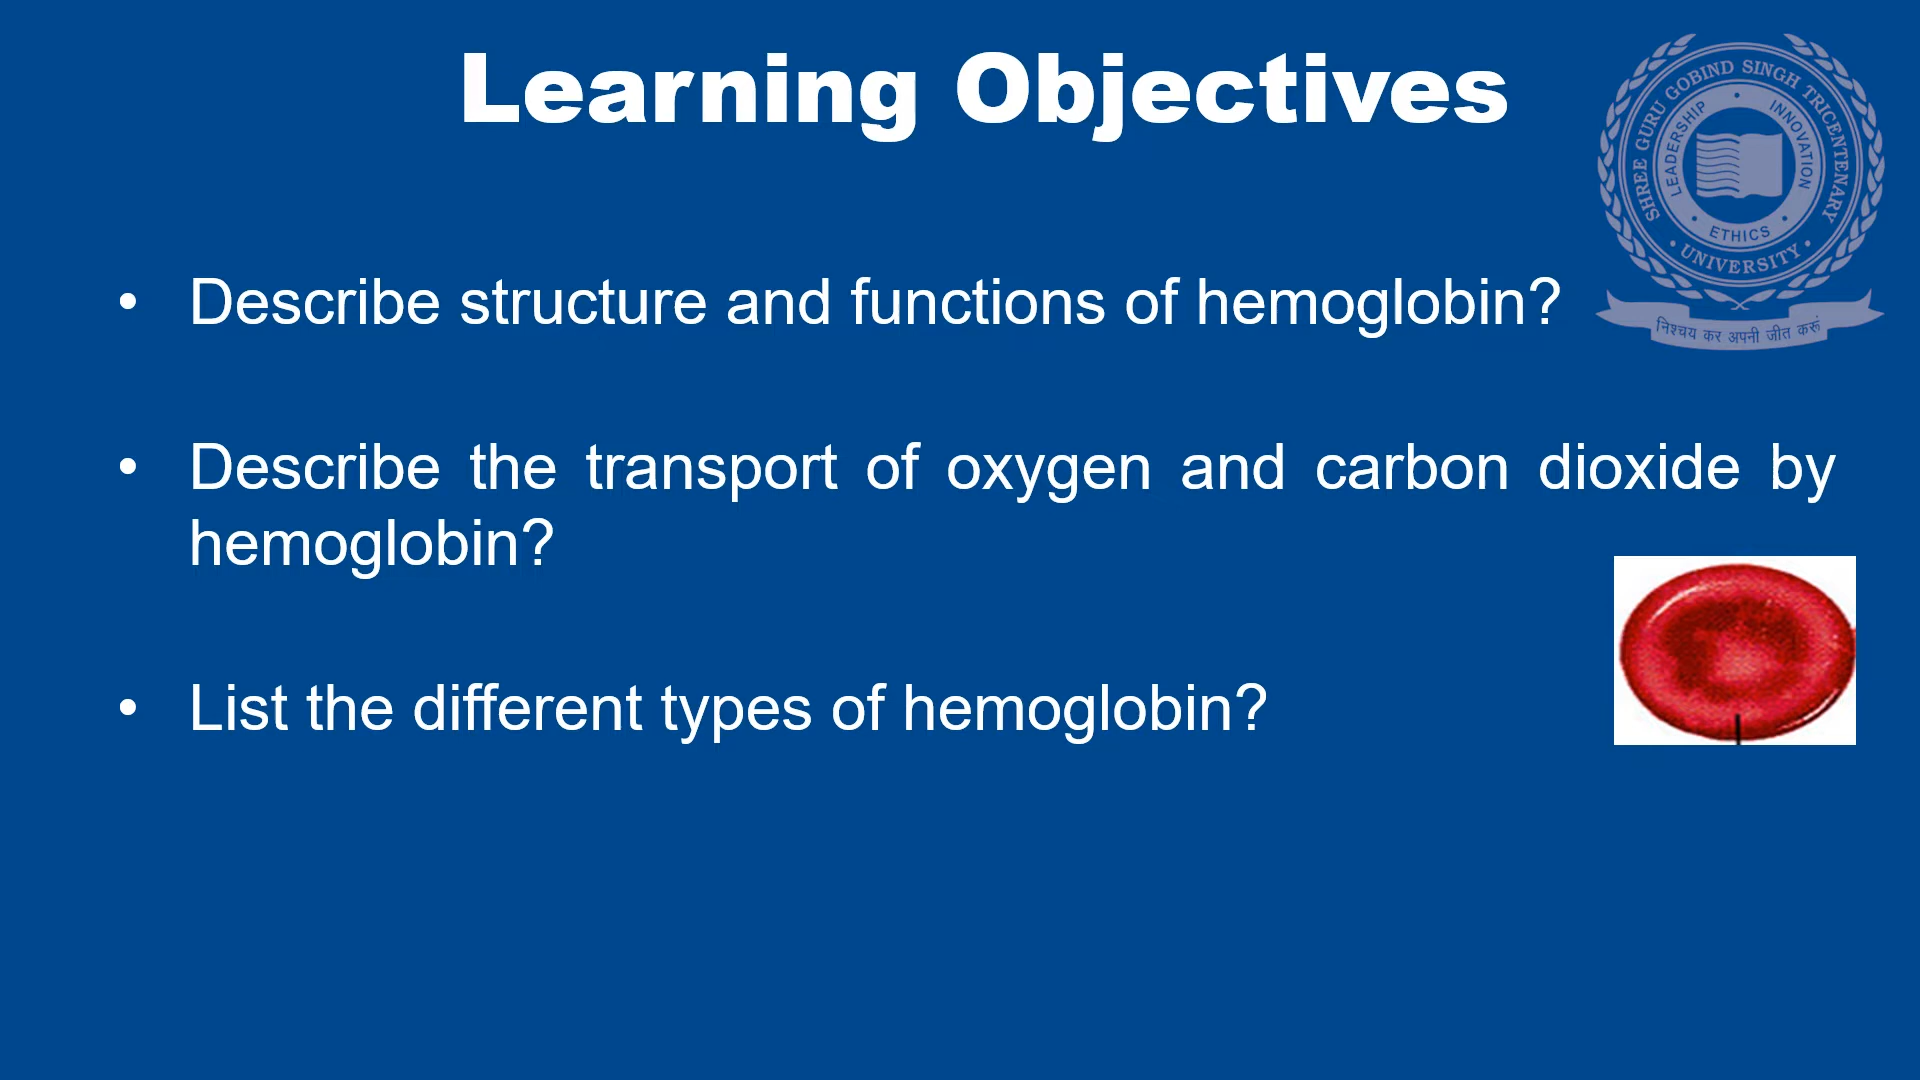 Learning Objectives
SHREE GURU GOBIND SINGH TRICENTENARY
UNIVERSITY
LEADERSHIP
INNOVATION
ETHICS
निश्चय कर अपनी जीत करूं
• Describe structure and functions of hemoglobin?
• Describe the transport of oxygen and carbon dioxide by
hemoglobin?
• List the different types of hemoglobin?